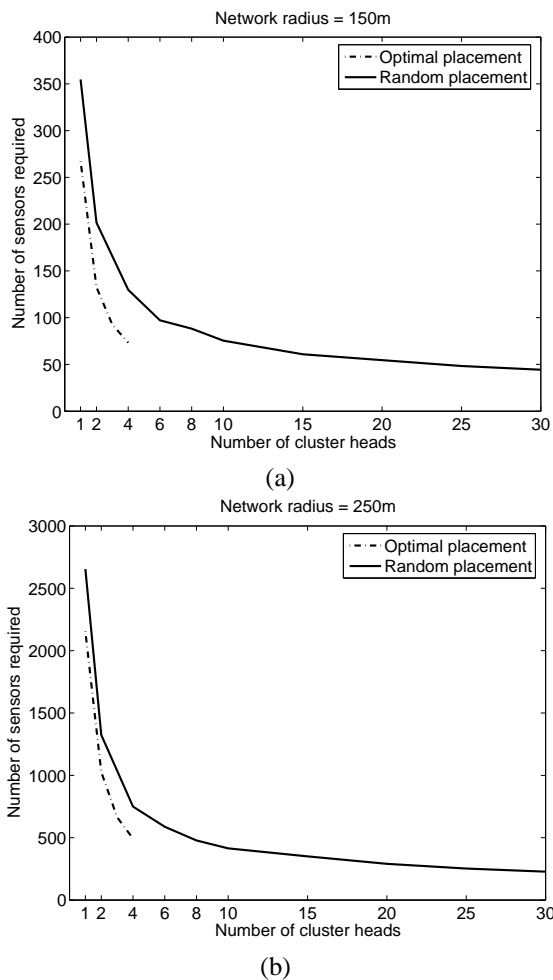 Network radius = 150m
400
350
300
250
200
150
100
50
0
Number of sensors required
Optimal placement
Random placement
1 2 4 6 8 10 15 20 25 30
Number of cluster heads
(a)
Network radius = 250m
3000
2500
2000
1500
1000
500
0
Number of sensors required
Optimal placement
Random placement
1 2 4 6 8 10 15 20 25 30
Number of cluster heads
(b)